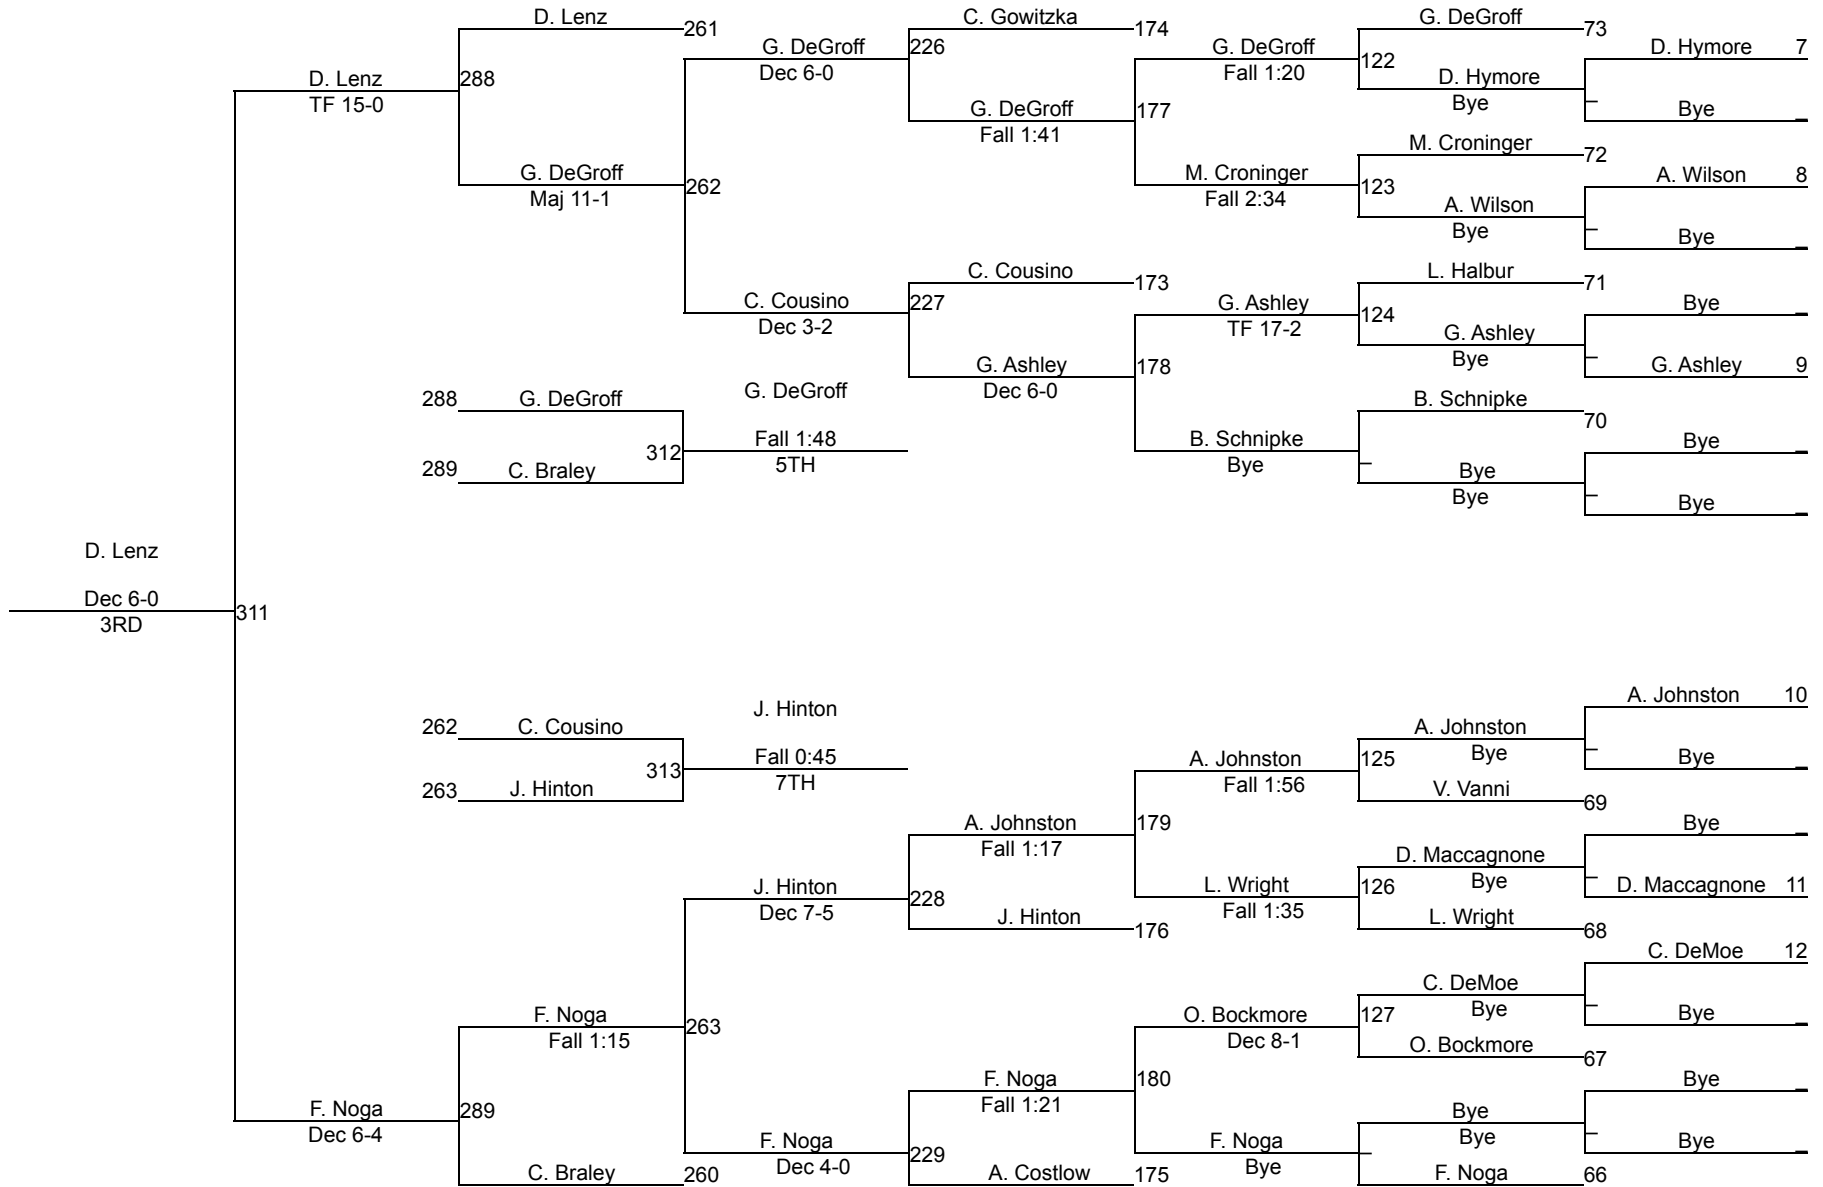 D. Lenz
261
C. Gowitzka
174
G. DeGroff
73
G. DeGroff
226
G. DeGroff
D. Hymore 7
Dec 6-0
Fall 1:20
122
D. Lenz
288
D. Hymore
TF 15-0
G. DeGroff
177
Bye
Bye _
Fall 1:41
M. Croninger
72
G. DeGroff
262
M. Croninger
123
A. Wilson 8
Maj 11-1
Fall 2:34
A. Wilson
Bye
Bye _
C. Cousino
173
L. Halbur
71
C. Cousino
227
G. Ashley
124
Bye _
Dec 3-2
TF 17-2
G. Ashley
G. Ashley
178
Bye
G. Ashley 9
288
G. DeGroff
G. DeGroff
Dec 6-0
B. Schnipke
70
312
Fall 1:48
B. Schnipke
Bye _
289
C. Braley
5TH
Bye
Bye
Bye
Bye _
D. Lenz
Dec 6-0
311
3RD
A. Johnston 10
262
C. Cousino
J. Hinton
A. Johnston
313
Fall 0:45
A. Johnston
125
Bye
Bye _
263
J. Hinton
7TH
Fall 1:56
V. Vanni
69
A. Johnston
179
Bye _
Fall 1:17
D. Maccagnone
J. Hinton
228
L. Wright
126
Bye
D. Maccagnone 11
Dec 7-5
J. Hinton
176
Fall 1:35
L. Wright
68
C. DeMoe 12
C. DeMoe
F. Noga
263
O. Bockmore
127
Bye
Bye _
Fall 1:15
Dec 8-1
O. Bockmore
67
F. Noga
180
Bye _
F. Noga
289
Fall 1:21
Bye
Dec 6-4
F. Noga
229
F. Noga
Bye
Bye _
C. Braley
260
Dec 4-0
A. Costlow
175
Bye
F. Noga
66